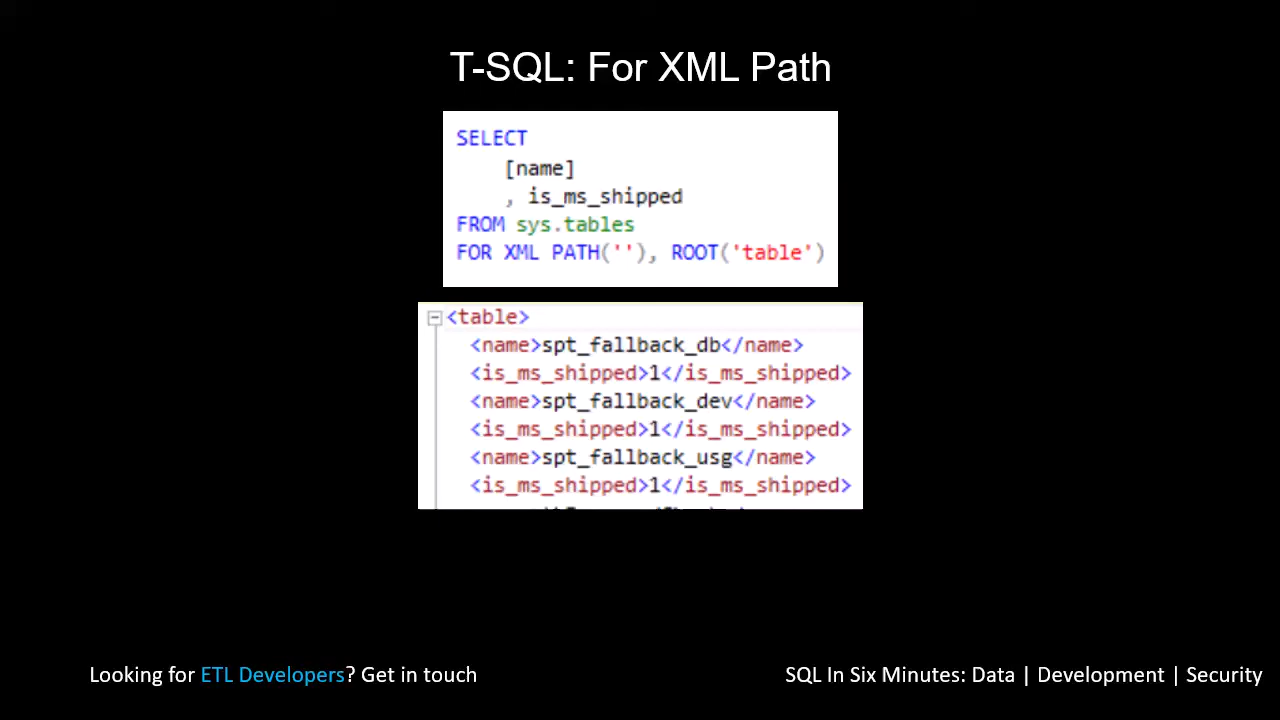 T-SQL: For XML Path
SELECT
[name]
, is_ms_shipped
FROM sys.tables
FOR XML PATH(''), ROOT('table')
<table>
<name>spt_fallback_db</name>
<is_ms_shipped>1</is_ms_shipped>
<name>spt_fallback_dev</name>
<is_ms_shipped>1</is_ms_shipped>
<name>spt_fallback_usg</name>
<is_ms_shipped>1</is_ms_shipped>
Looking for ETL Developers? Get in touch
SQL In Six Minutes: Data | Development | Security